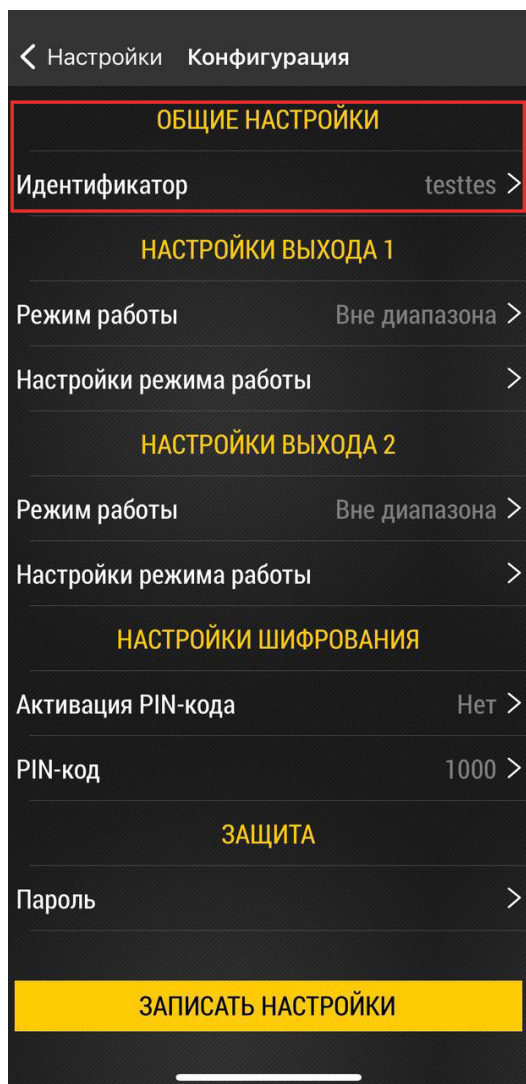 Настройки Конфигурация
ОБЩИЕ НАСТРОЙКИ
Идентификатор testtes
НАСТРОЙКИ ВЫХОДА 1
Режим работы Вне диапазона
Настройки режима работы
НАСТРОЙКИ ВЫХОДА 2
Режим работы Вне диапазона
Настройки режима работы
НАСТРОЙКИ ШИФРОВАНИЯ
Активация PIN-кода Нет
PIN-код 1000
ЗАЩИТА
Пароль
ЗАПИСАТЬ НАСТРОЙКИ